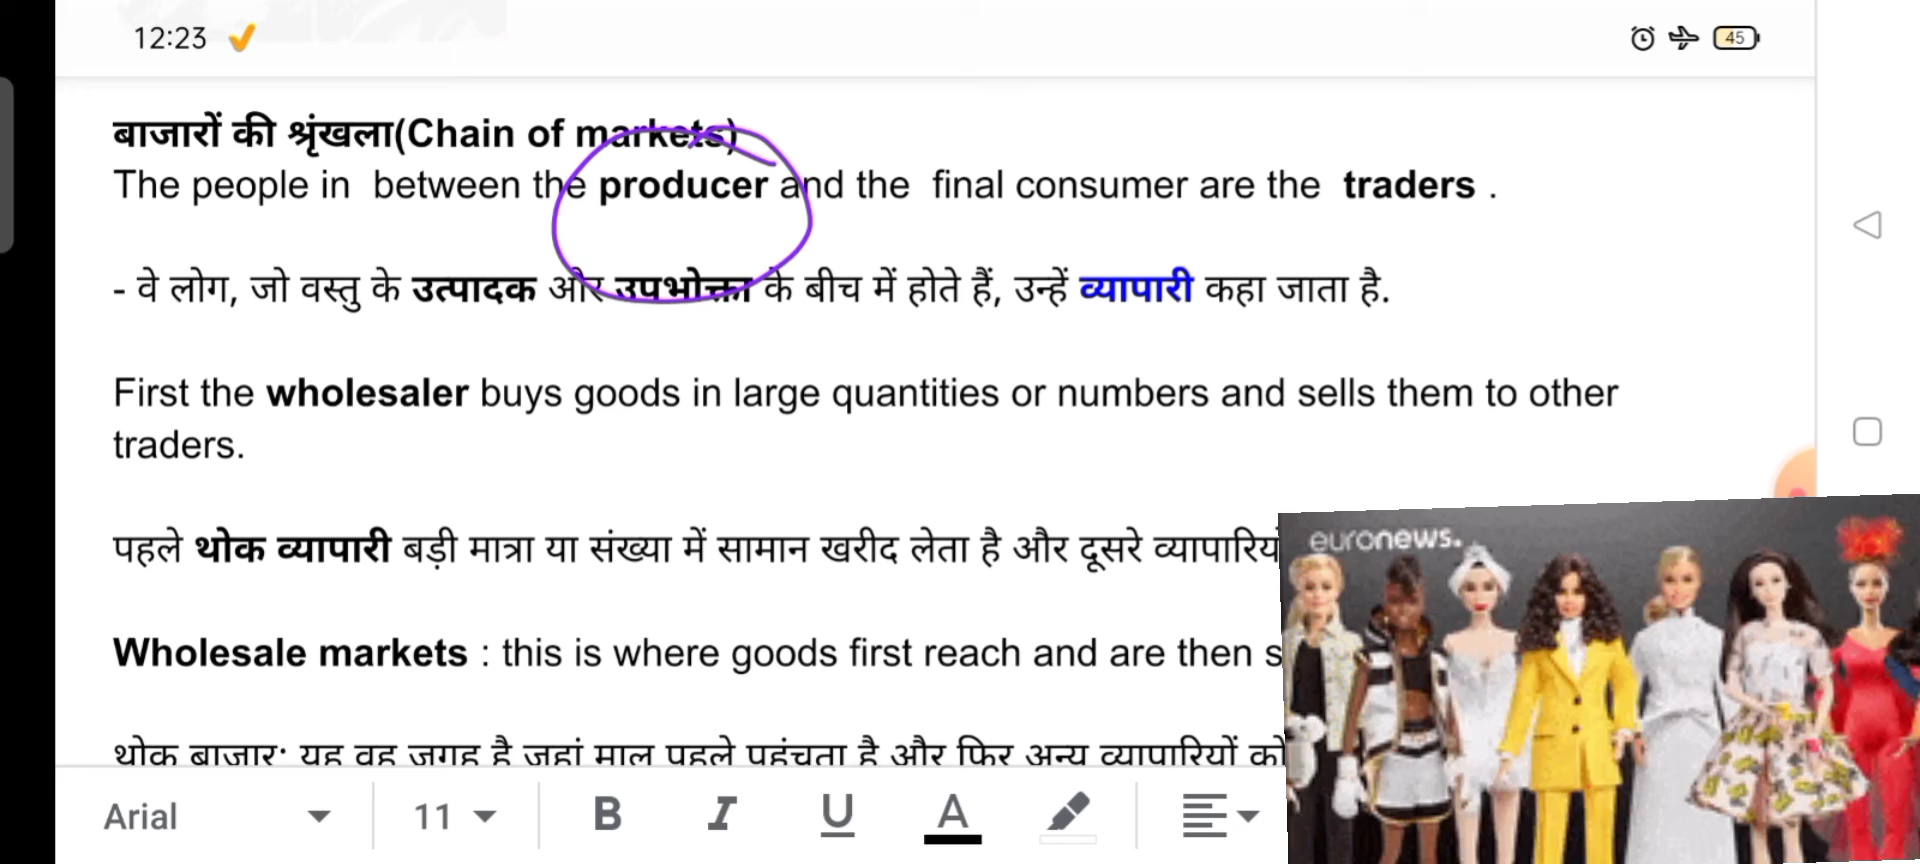 12:23
45
बाजारों की श्रृंखला(Chain of markets)
The people in between the producer and the final consumer are the traders .
- वे लोग, जो वस्तु के उत्पादक और उपभोक्ता के बीच में होते हैं, उन्हें व्यापारी कहा जाता है.
First the wholesaler buys goods in large quantities or numbers and sells them to other
traders.
पहले थोक व्यापारी बड़ी मात्रा या संख्या में सामान खरीद लेता है और दूसरे
euronews.
Wholesale markets : this is where goods first reach and are then
थोक बाजार: यह वह जगह है जहां माल पहले पहुंचता है और फिर अन्य व्यापारियों को
Arial
11
B I U A